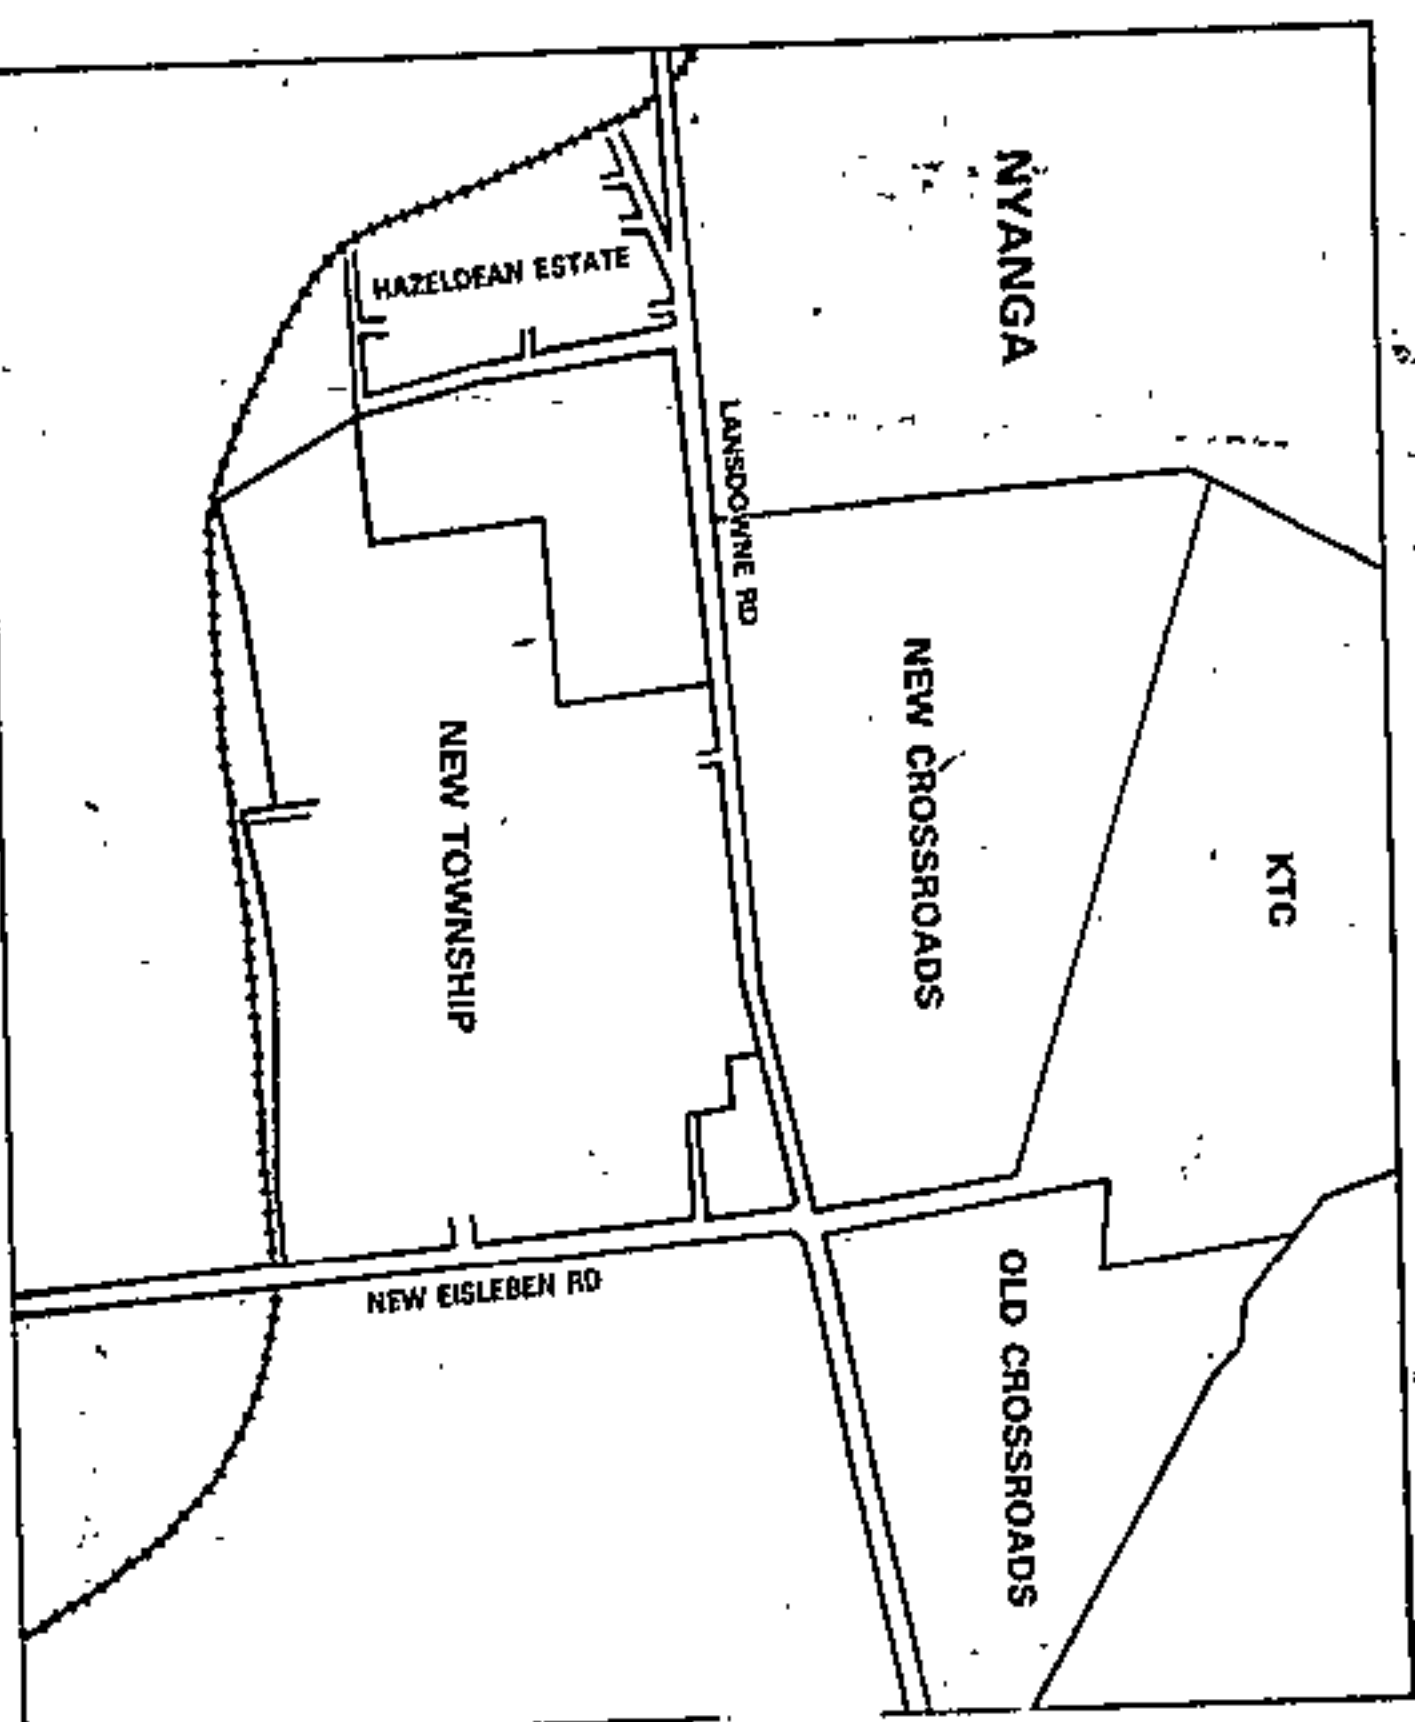 NYANGA
KTC
NEW CROSSROADS
OLD CROSSROADS
LANSDOWNE RD
HAZELDEAN ESTATE
NEW TOWNSHIP
NEW EISLEBEN RD